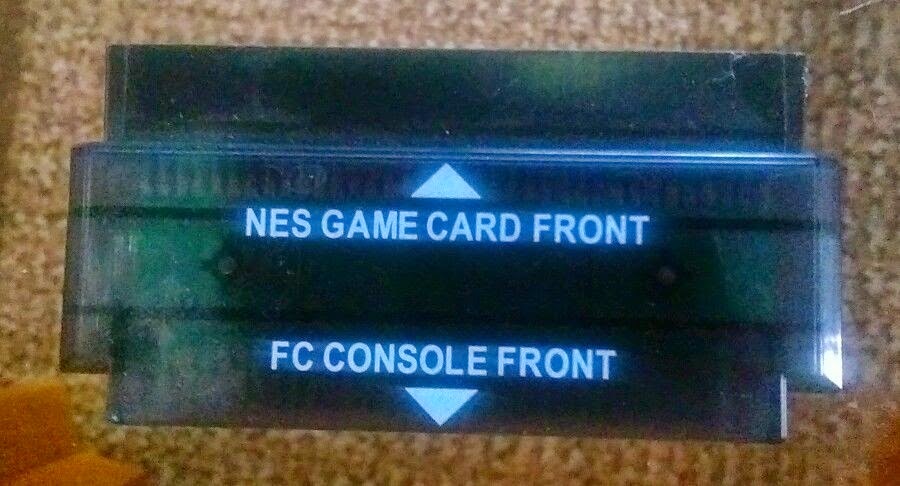 NES GAME CARD FRONT
FC CONSOLE FRONT